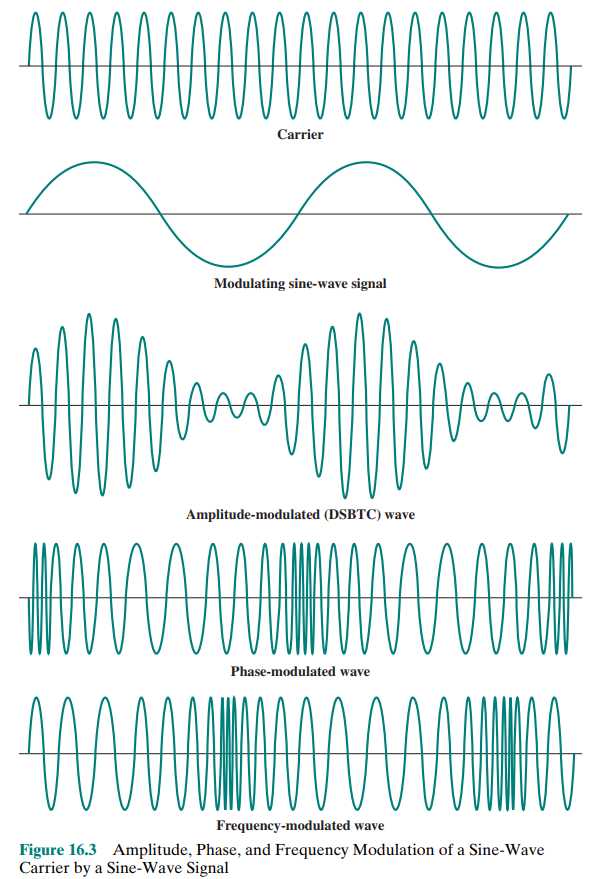 Carrier
Modulating sine-wave signal
Amplitude-modulated (DSBTC) wave
Phase-modulated wave
Frequency-modulated wave
Figure 16.3 Amplitude, Phase, and Frequency Modulation of a Sine-Wave
Carrier by a Sine-Wave Signal